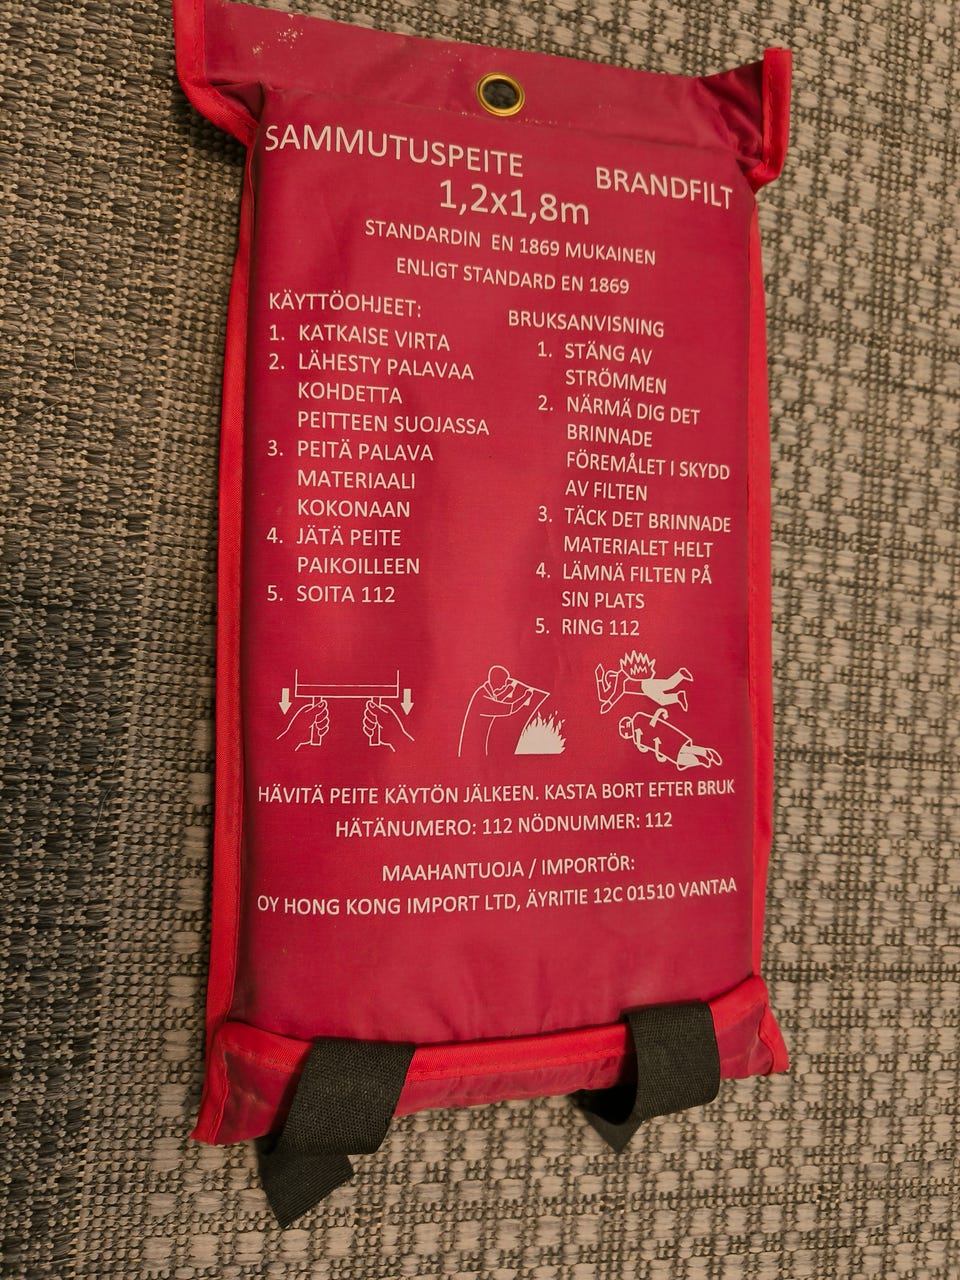 SAMMUTUSPEITE BRANDFILT
1,2x1,8m
STANDARDIN EN 1869 MUKAINEN
ENLIGT STANDARD EN 1869
KÄYTTÖOHJEET:
1. KATKAISE VIRTA
2. LÄHESTY PALAVAA
KOHDETTA
PEITTEEN SUOJASSA
3. PEITÄ PALAVA
MATERIAALI
KOKONAAN
4. JÄTÄ PEITE
PAIKOILLEEN
5. SOITA 112
BRUKSANVISNING
1. STÄNG AV
STRÖMMEN
2. NÄRMÄ DIG DET
BRINNADE
FÖREMÅLET I SKYDD
AV FILTEN
3. TÄCK DET BRINNADE
MATERIALET HELT
4. LÄMNÄ FILTEN PÅ
SIN PLATS
5. RING 112
HÄVITÄ PEITE KÄYTÖN JÄLKEEN. KASTA BORT EFTER BRUK
HÄTÄNUMERO: 112 NÖDNUMMER: 112
MAAHANTUOJA / IMPORTÖR:
OY HONG KONG IMPORT LTD, ÄYRITIE 12C 01510 VANTAA